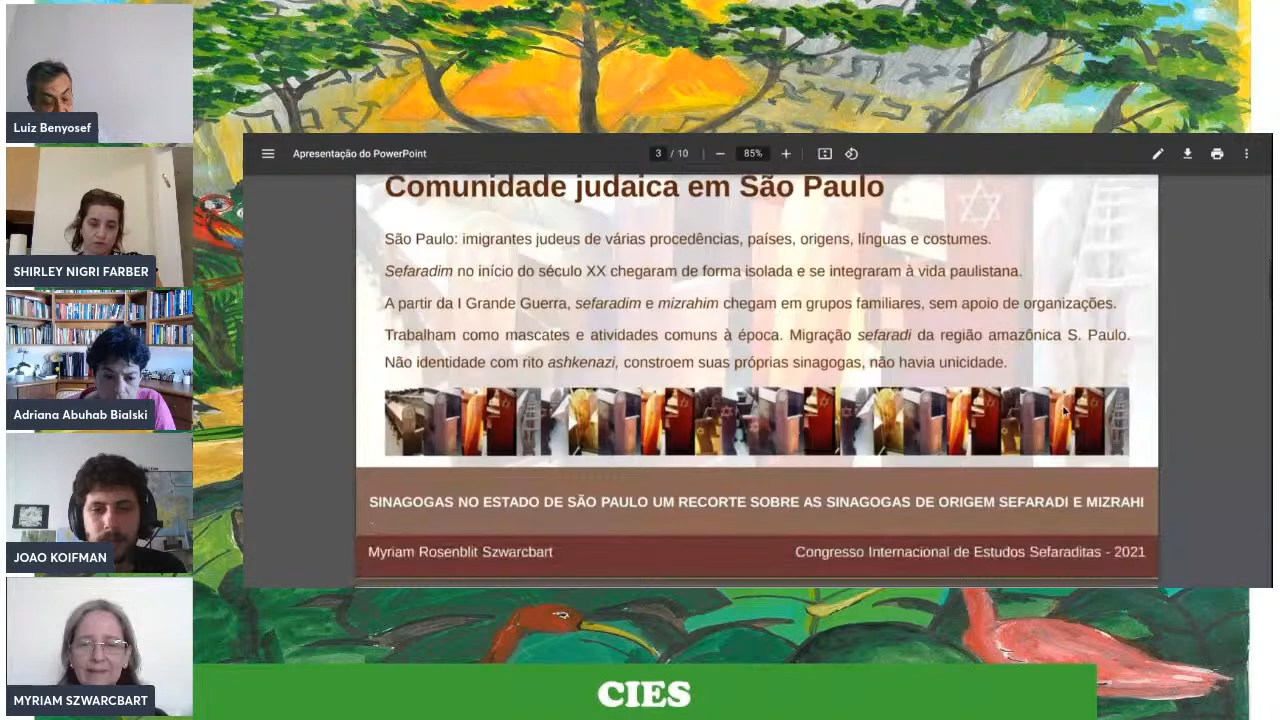 Luiz Benyosef
SHIRLEY NIGRI FARBER
Adriana Abuhab Bialski
JOAO KOIFMAN
MYRIAM SZWARCBART
Apresentação do PowerPoint
3 / 10
85%
Comunidade judaica em São Paulo
São Paulo: imigrantes judeus de várias procedências, países, origens, línguas e costumes.
Sefaradim no início do século XX chegaram de forma isolada e se integraram à vida paulistana.
A partir da I Grande Guerra, sefaradim e mizrahim chegam em grupos familiares, sem apoio de organizações.
Trabalham como mascates e atividades comuns à época. Migração sefaradi da região amazônica S. Paulo.
Não identidade com rito ashkenazi, constroem suas próprias sinagogas, não havia unicidade.
SINAGOGAS NO ESTADO DE SÃO PAULO UM RECORTE SOBRE AS SINAGOGAS DE ORIGEM SEFARADI E MIZRAHI
Myriam Rosenblit Szwarcbart
Congresso Internacional de Estudos Sefaraditas - 2021
CIES